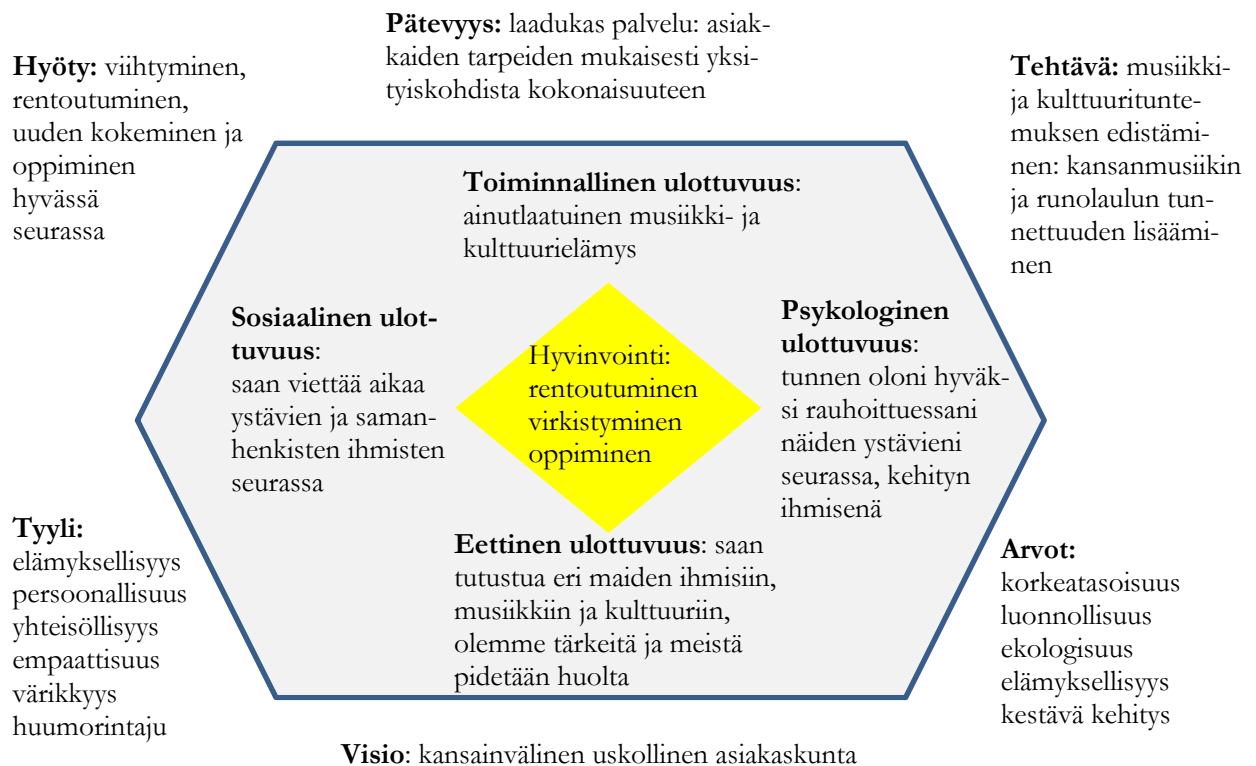 Pätevyys: laadukas palvelu: asiak-
kaiden tarpeiden mukaisesti yksi-
tyiskohdista kokonaisuuteen
Hyöty: viihtyminen,
rentoutuminen,
uuden kokeminen ja
oppiminen
hyvässä
seurassa
Tehtävä: musiikki-
ja kulttuuritunte-
muksen edistämi-
nen: kansanmusiikin
ja runolaulun tun-
nettuuden lisäämi-
nen
Toiminnallinen ulottuvuus:
ainutlaatuinen musiikki- ja
kulttuurielämys
Sosiaalinen ulot-
tuvuus:
saan viettää aikaa
ystävien ja saman-
henkisten ihmisten
seurassa
Hyvinvointi:
rentoutuminen
virkistyminen
oppiminen
Psykologinen
ulottuvuus:
tunnen oloni hyväk-
si rauhoittuessani
näiden ystävieni
seurassa, kehityn
ihmisenä
Eettinen ulottuvuus: saan
tutustua eri maiden ihmisiin,
musiikkiin ja kulttuuriin,
olemme tärkeitä ja meistä
pidetään huolta
Tyyli:
elämyksellisyys
persoonallisuus
yhteisöllisyys
empaattisuus
värikkyys
huumorintaju
Arvot:
korkeatasoisuus
luonnollisuus
ekologisuus
elämyksellisyys
kestävä kehitys
Visio: kansainvälinen uskollinen asiakaskunta